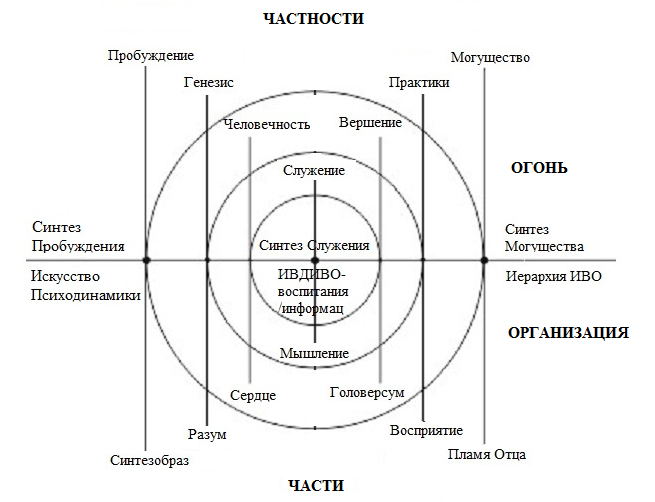 ЧАСТНОСТИ
Пробуждение
Могущество
Генезис
Практики
Человечность
Вершение
Служение
ОГОНЬ
Синтез
Пробуждения
Синтез Служения
Синтез
Могущества
Искусство
Психодинамики
ИВДИВО-
воспитания
/информац
Иерархия ИВО
ОРГАНИЗАЦИЯ
Мышление
Сердце
Головерсум
Разум
Восприятие
Синтезобраз
Пламя Отца
ЧАСТИ